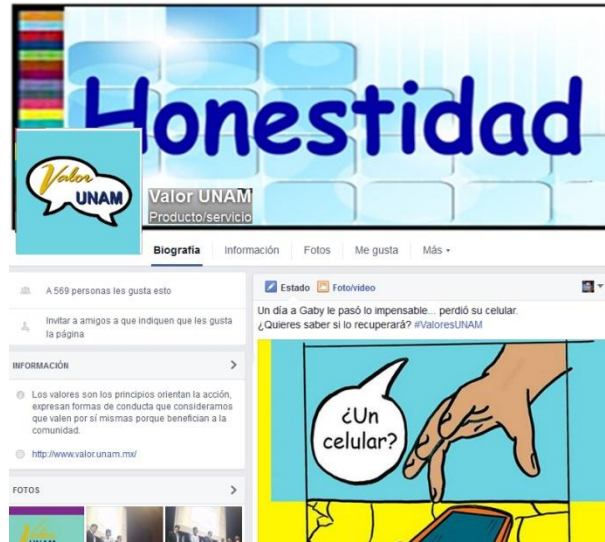 Honestidad
Valor
UNAM
Valor UNAM
Producto/servicio
Biografía
Información
Fotos
Me gusta
Más
A 569 personas les gusta esto
Invitar a amigos a que indiquen que les gusta
la página
INFORMACIÓN
Los valores son los principios orientan la acción,
expresan formas de conducta que consideramos
que valen por sí mismas porque benefician a la
comunidad.
http://www.valor.unam.mx/
FOTOS
Valor
UNAM
Estado
Foto/video
Un día a Gaby le pasó lo impensable... perdió su celular.
¿Quieres saber si lo recuperará? #ValoresUNAM
¿Un
celular?